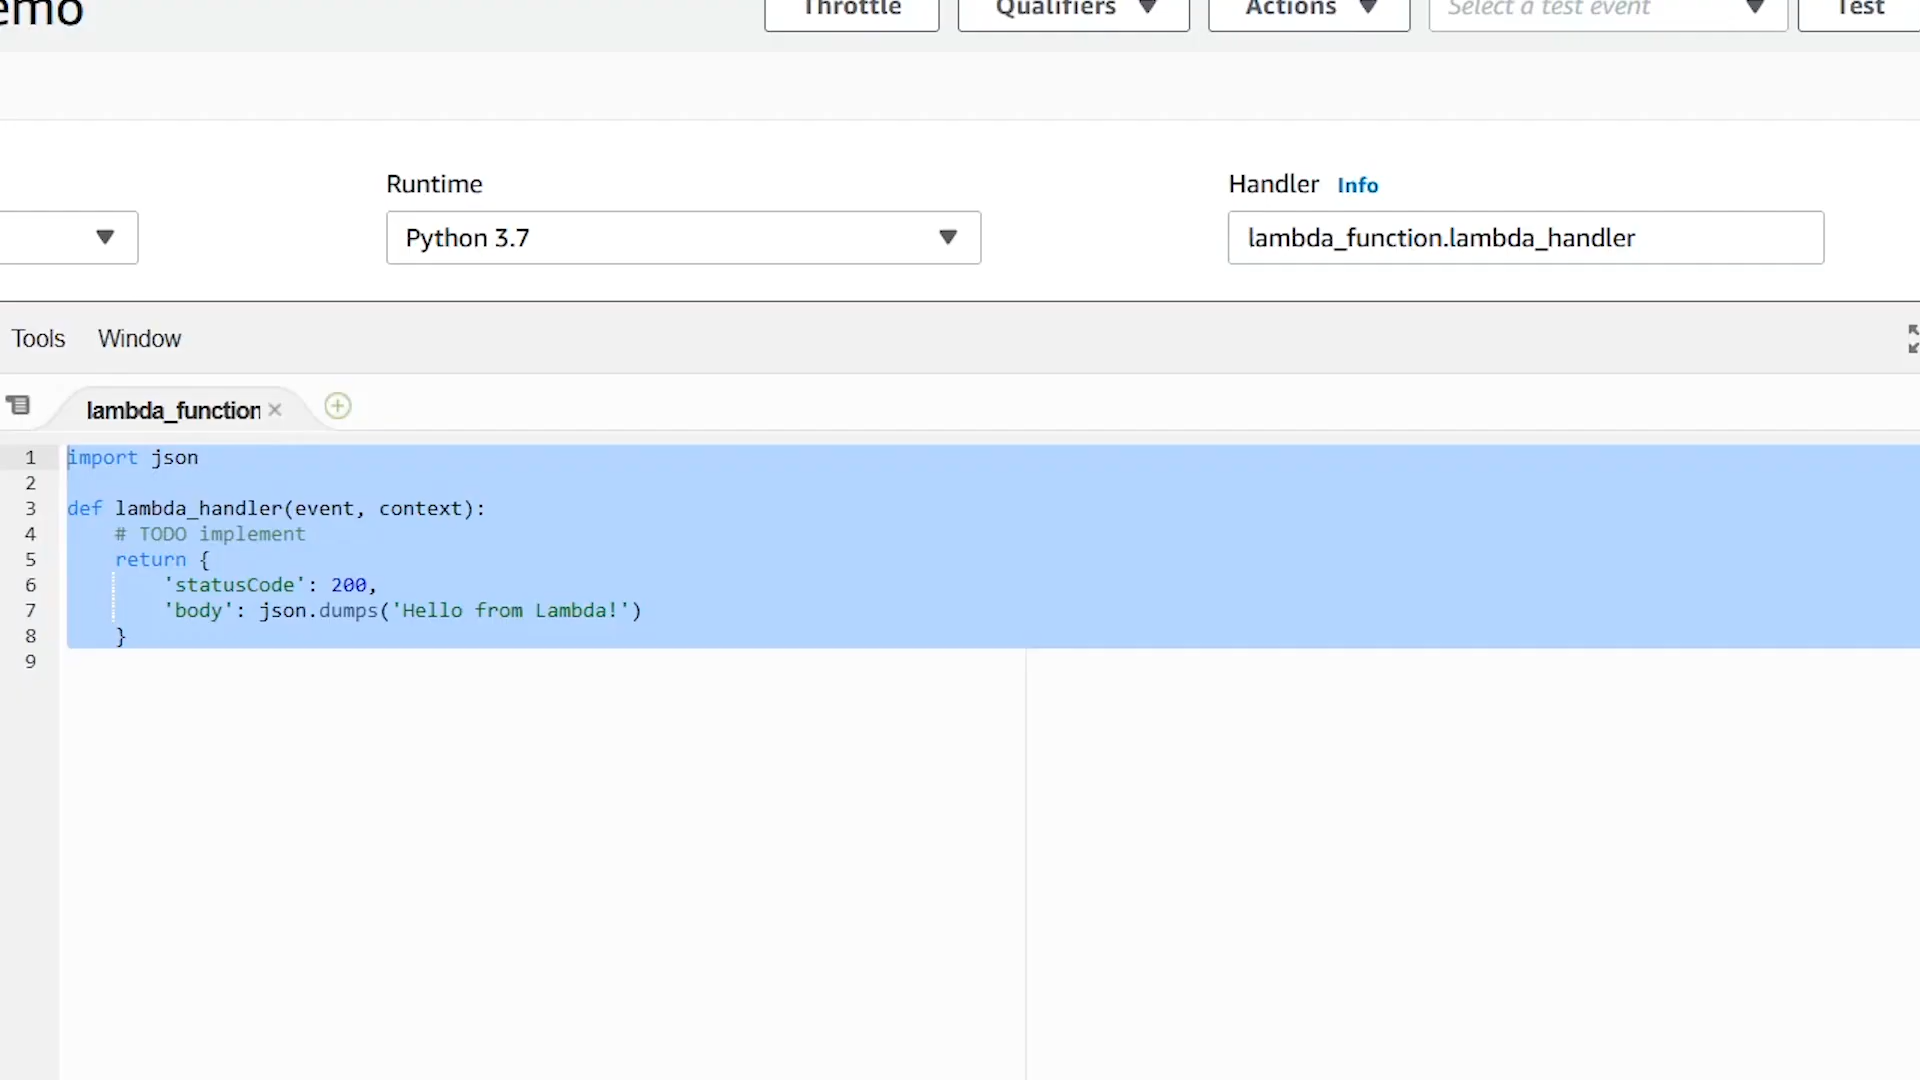 emo
Throttle
Qualifiers
Actions
Select a test event
Test
Runtime
Handler Info
Python 3.7
lambda_function.lambda_handler
Tools Window
lambda_function
1 import json
2
3 def lambda_handler(event, context):
4     # TODO implement
5     return {
6         'statusCode': 200,
7         'body': json.dumps('Hello from Lambda!')
8     }
9